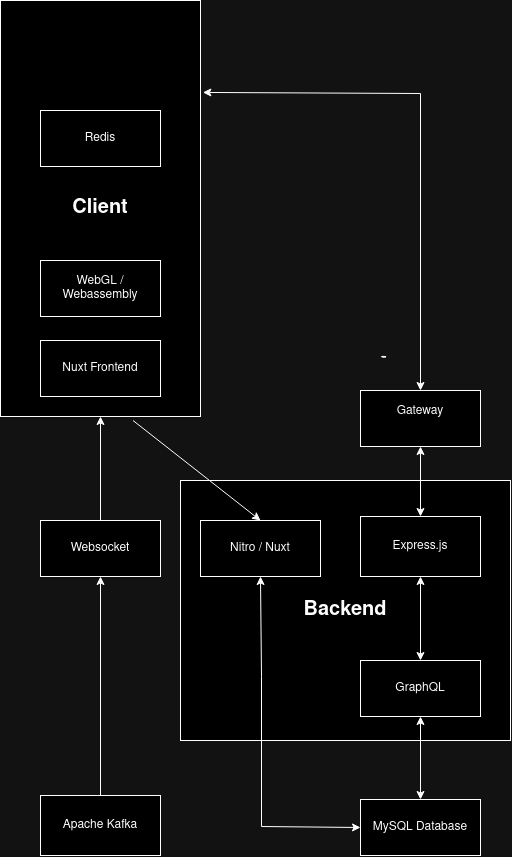 Redis
Client
WebGL /
Webassembly
Nuxt Frontend
-
Gateway
Websocket
Nitro / Nuxt
Express.js
Backend
GraphQL
Apache Kafka
MySQL Database